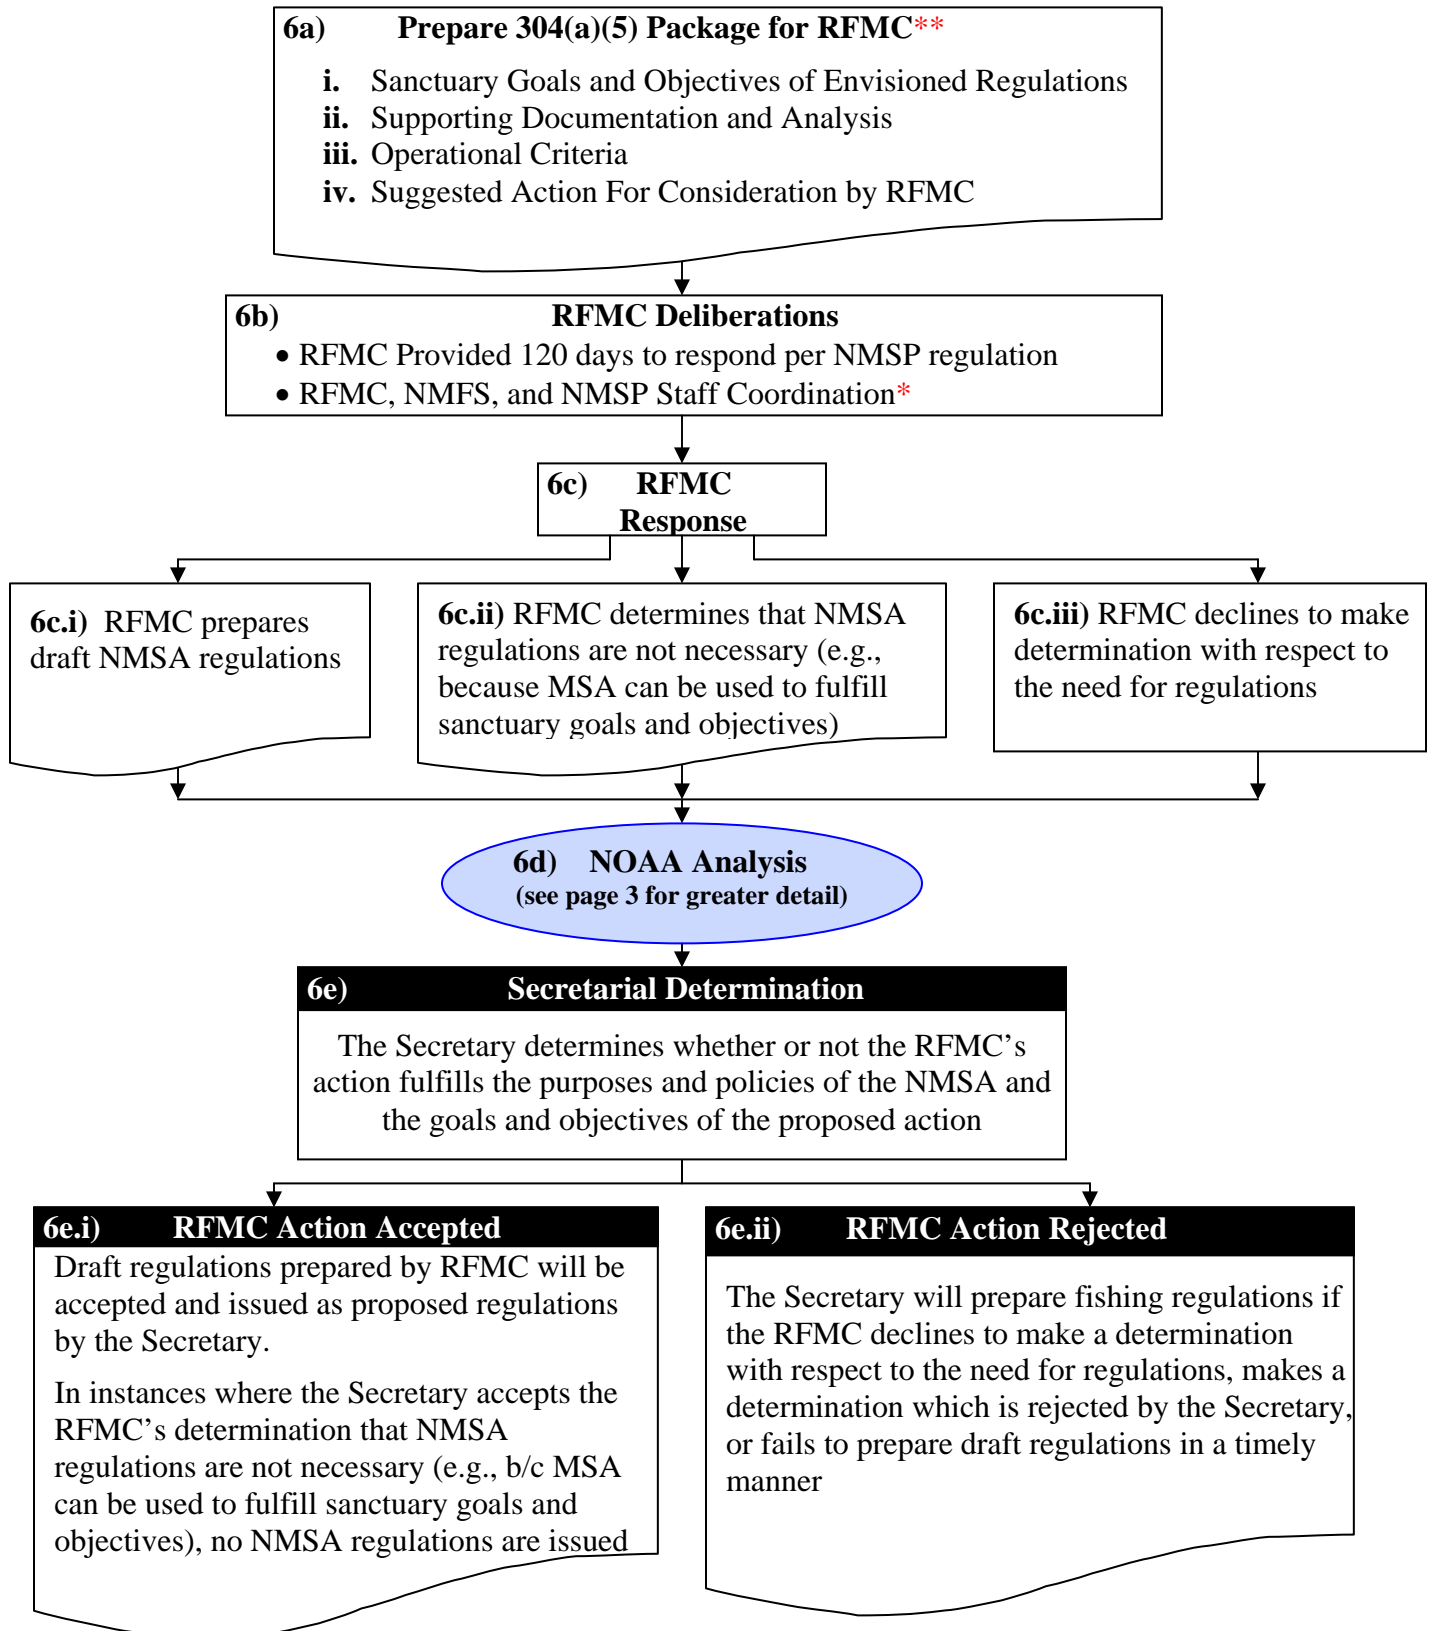 6a) Prepare 304(a)(5) Package for RFMC**
i. Sanctuary Goals and Objectives of Envisioned Regulations
ii. Supporting Documentation and Analysis
iii. Operational Criteria
iv. Suggested Action For Consideration by RFMC
6b) RFMC Deliberations
• RFMC Provided 120 days to respond per NMSP regulation
• RFMC, NMFS, and NMSP Staff Coordination*
6c) RFMC
Response
6c.i) RFMC prepares
draft NMSA regulations
6c.ii) RFMC determines that NMSA
regulations are not necessary (e.g.,
because MSA can be used to fulfill
sanctuary goals and objectives)
6c.iii) RFMC declines to make
determination with respect to
the need for regulations
6d) NOAA Analysis
(see page 3 for greater detail)
6e) Secretarial Determination
The Secretary determines whether or not the RFMC’s
action fulfills the purposes and policies of the NMSA and
the goals and objectives of the proposed action
6e.i) RFMC Action Accepted
Draft regulations prepared by RFMC will be
accepted and issued as proposed regulations
by the Secretary.
In instances where the Secretary accepts the
RFMC’s determination that NMSA
regulations are not necessary (e.g., b/c MSA
can be used to fulfill sanctuary goals and
objectives), no NMSA regulations are issued
6e.ii) RFMC Action Rejected
The Secretary will prepare fishing regulations if
the RFMC declines to make a determination
with respect to the need for regulations, makes a
determination which is rejected by the Secretary,
or fails to prepare draft regulations in a timely
manner